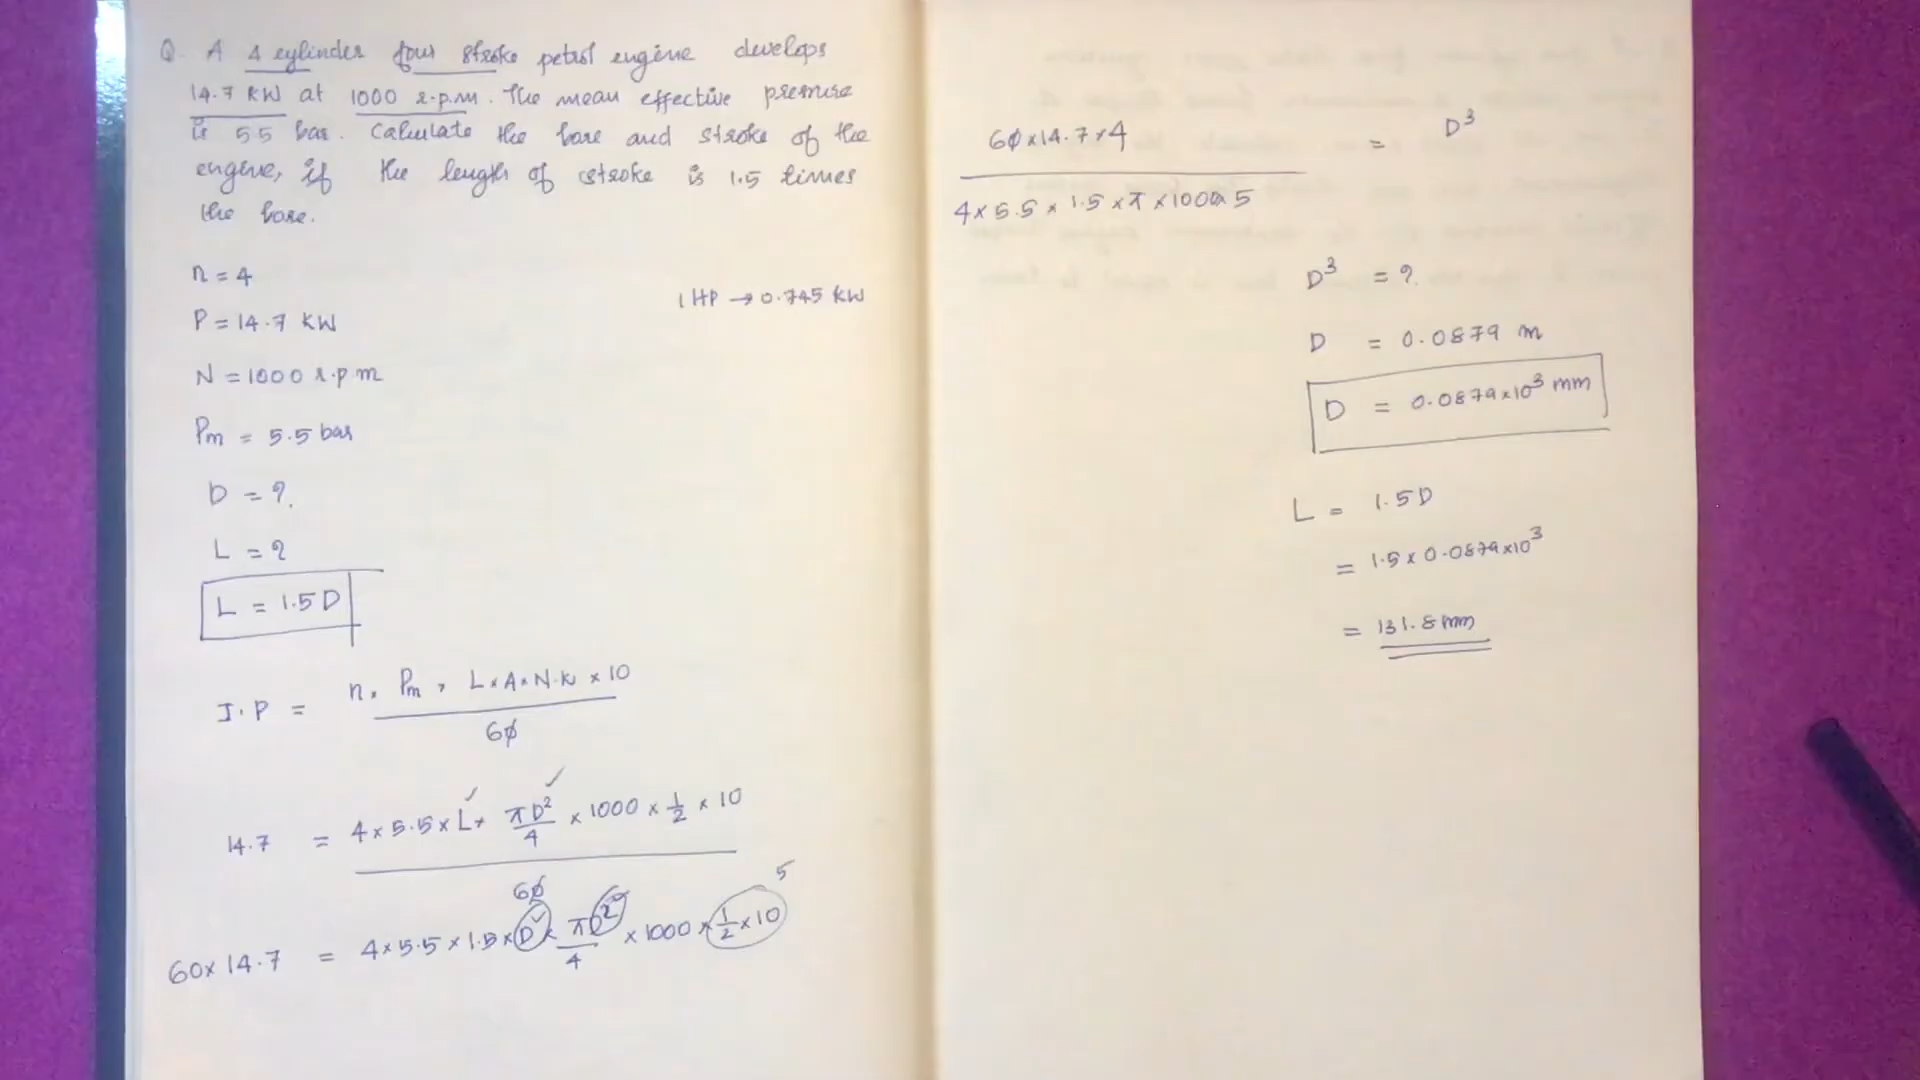 Q. A 4 cylinder four stroke petrol engine develops
14.7 KW at 1000 r.p.m. The mean effective pressure
is 55 bar. Calculate the bore and stroke of the
engine, if the length of stroke is 1.5 times
the bore.
n = 4
1 HP → 0.745 KW
P = 14.7 KW
N = 1000 r.p.m
Pm = 5.5 bar
D = ?.
L = ?
L = 1.5 D
I.P = n × Pm × L×A×N.K × 10
60
14.7 = 4 × 5.5 × L × πD²/4 × 1000 × 1/2 × 10
60
5
60× 14.7 = 4×5.5×1.5×D × πD²/4 × 1000 × 1/2 × 10
60×14.7×4 = D³
4×5.5×1.5×π×1000×5
D³ = ?.
D = 0.0879 m
D = 0.0879×10³ mm
L = 1.5D
= 1.5 × 0.0879×10³
= 131.8 mm